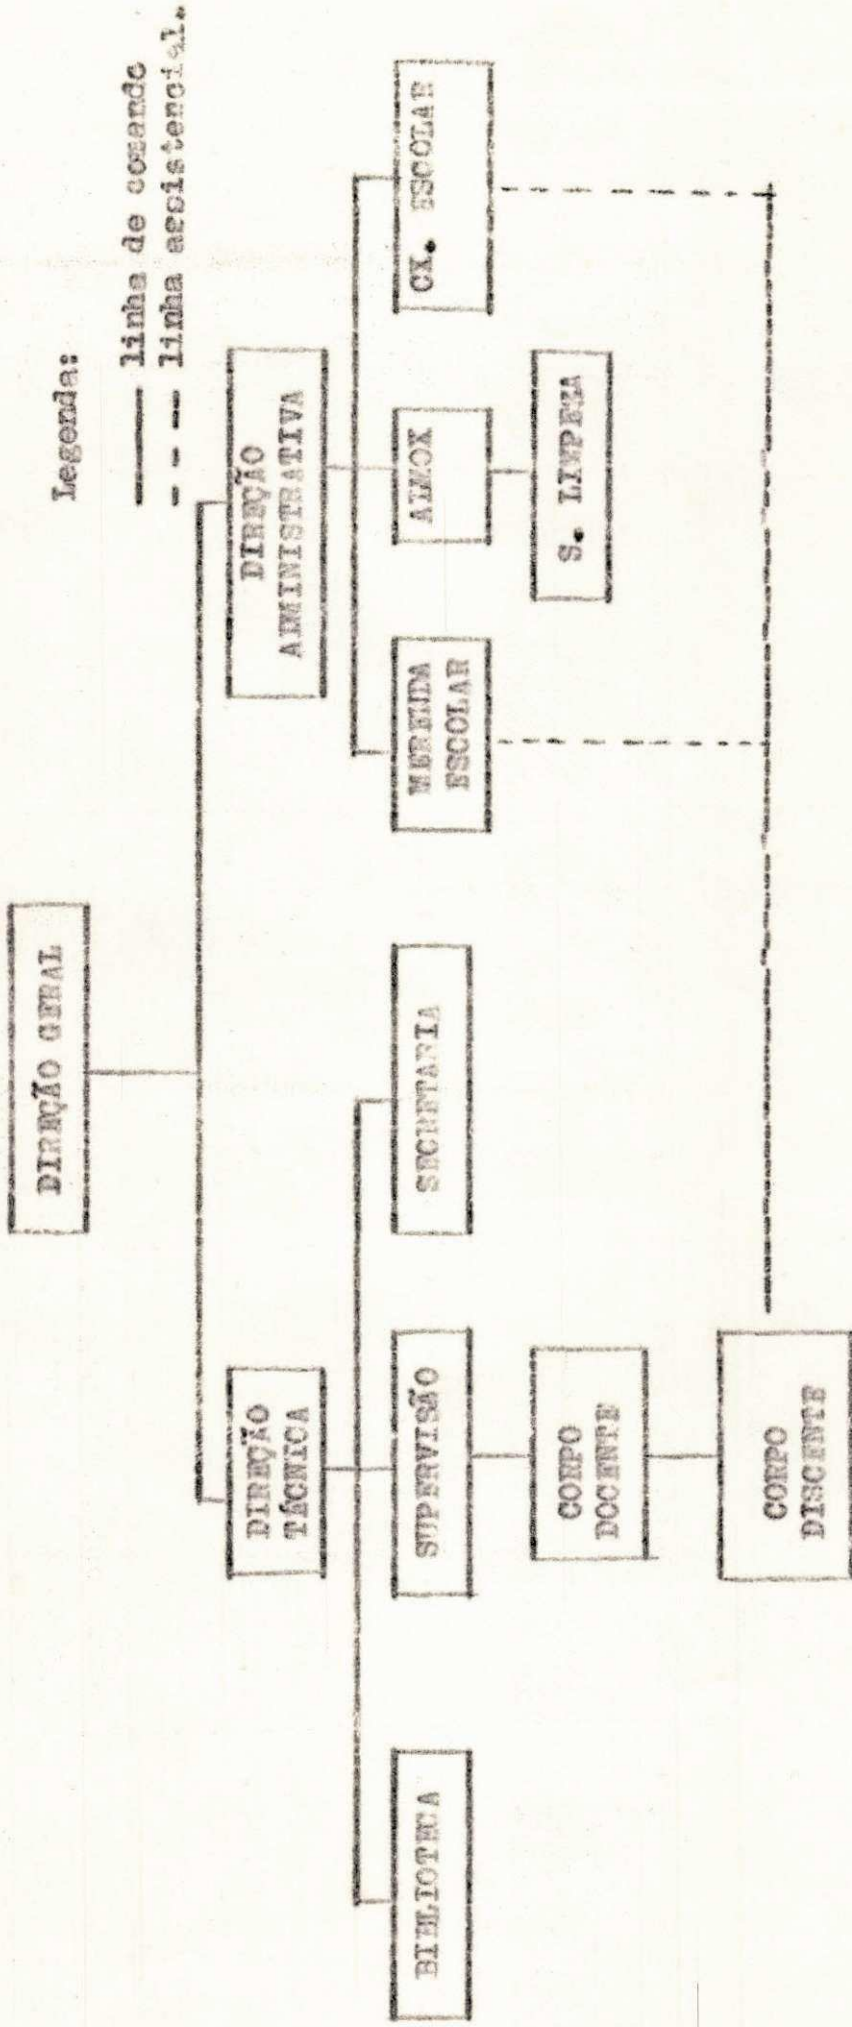 Legenda:
linha de comando
linha assistencial.
DIREÇÃO GERAL
DIREÇÃO
TÉCNICA
DIREÇÃO
ADMINISTRATIVA
BIBLIOTECA
SUPERVISÃO
SECRETARIA
MERENDA
ESCOLAR
ALMOX
CX. ESCOLAR
CORPO
DOCENTE
S. LIMPEZA
CORPO
DISCENTE